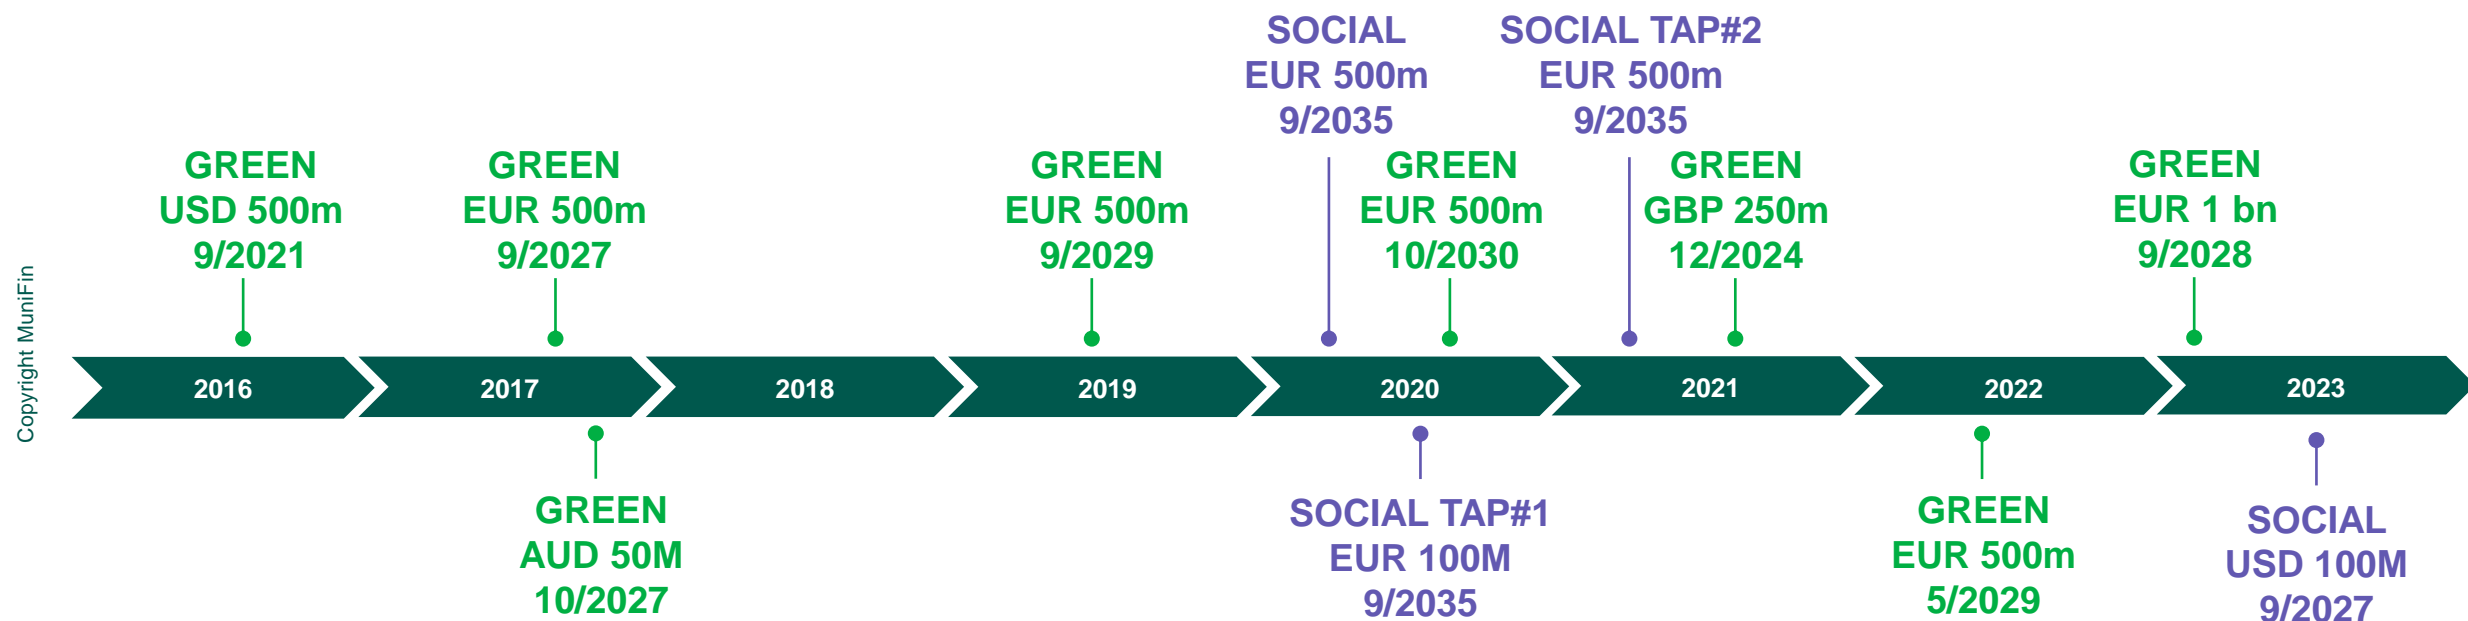 SOCIAL
EUR 500m
9/2035
SOCIAL TAP#2
EUR 500m
9/2035
GREEN
USD 500m
9/2021
GREEN
EUR 500m
9/2027
GREEN
EUR 500m
9/2029
GREEN
EUR 500m
10/2030
GREEN
GBP 250m
12/2024
GREEN
EUR 1 bn
9/2028
Copyright MuniFin
2016
2017
2018
2019
2020
2021
2022
2023
GREEN
AUD 50M
10/2027
SOCIAL TAP#1
EUR 100M
9/2035
GREEN
EUR 500m
5/2029
SOCIAL
USD 100M
9/2027